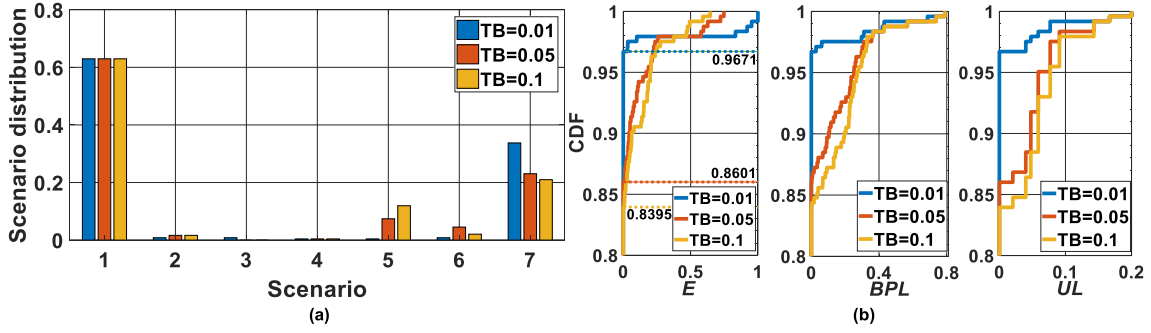 Scenario distribution
0.8
0.6
0.4
0.2
0
TB=0.01
TB=0.05
TB=0.1
1 2 3 4 5 6 7
Scenario
(a)
CDF
1
0.95
0.9
0.85
0.8
0.9671
0.8601
0.8395
TB=0.01
TB=0.05
TB=0.1
0 0.5 1
E
1
0.95
0.9
0.85
0.8
TB=0.01
TB=0.05
TB=0.1
0 0.4 0.8
BPL
(b)
1
0.95
0.9
0.85
0.8
TB=0.01
TB=0.05
TB=0.1
0 0.1 0.2
UL